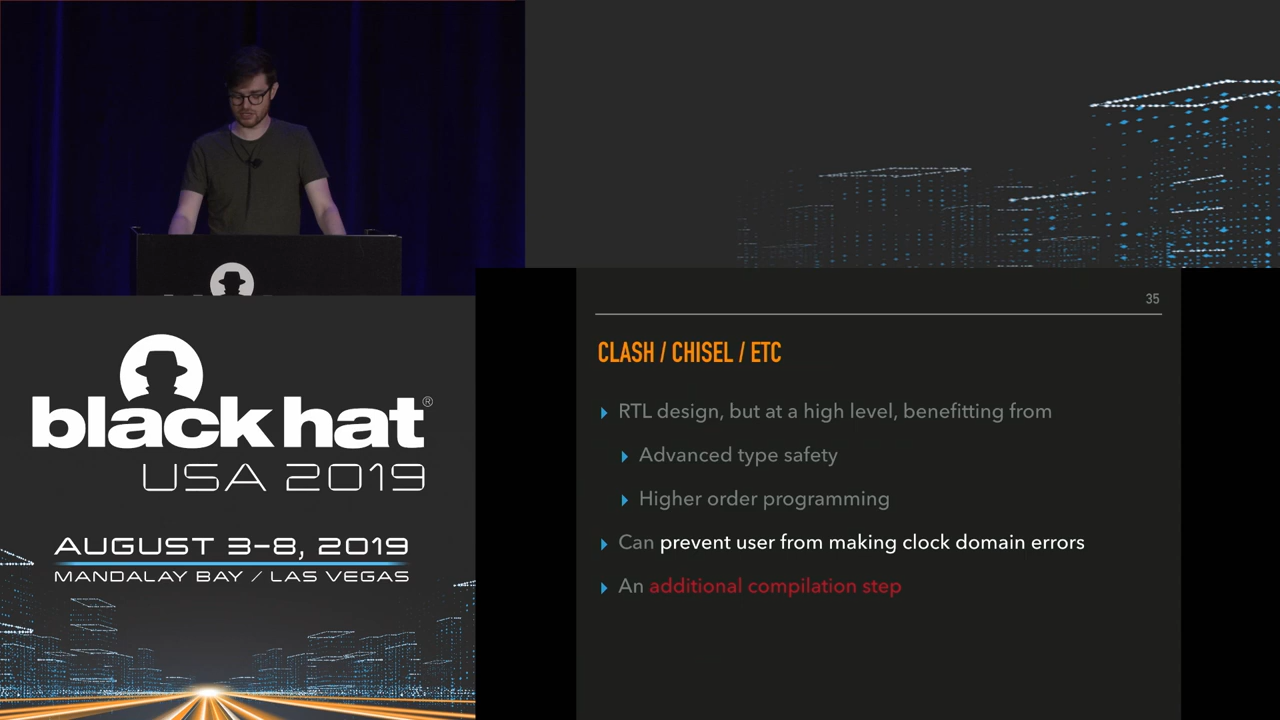 35
CLASH / CHISEL / ETC
RTL design, but at a high level, benefitting from
Advanced type safety
Higher order programming
Can prevent user from making clock domain errors
An additional compilation step
black hat®
USA 2019
AUGUST 3-8, 2019
MANDALAY BAY / LAS VEGAS